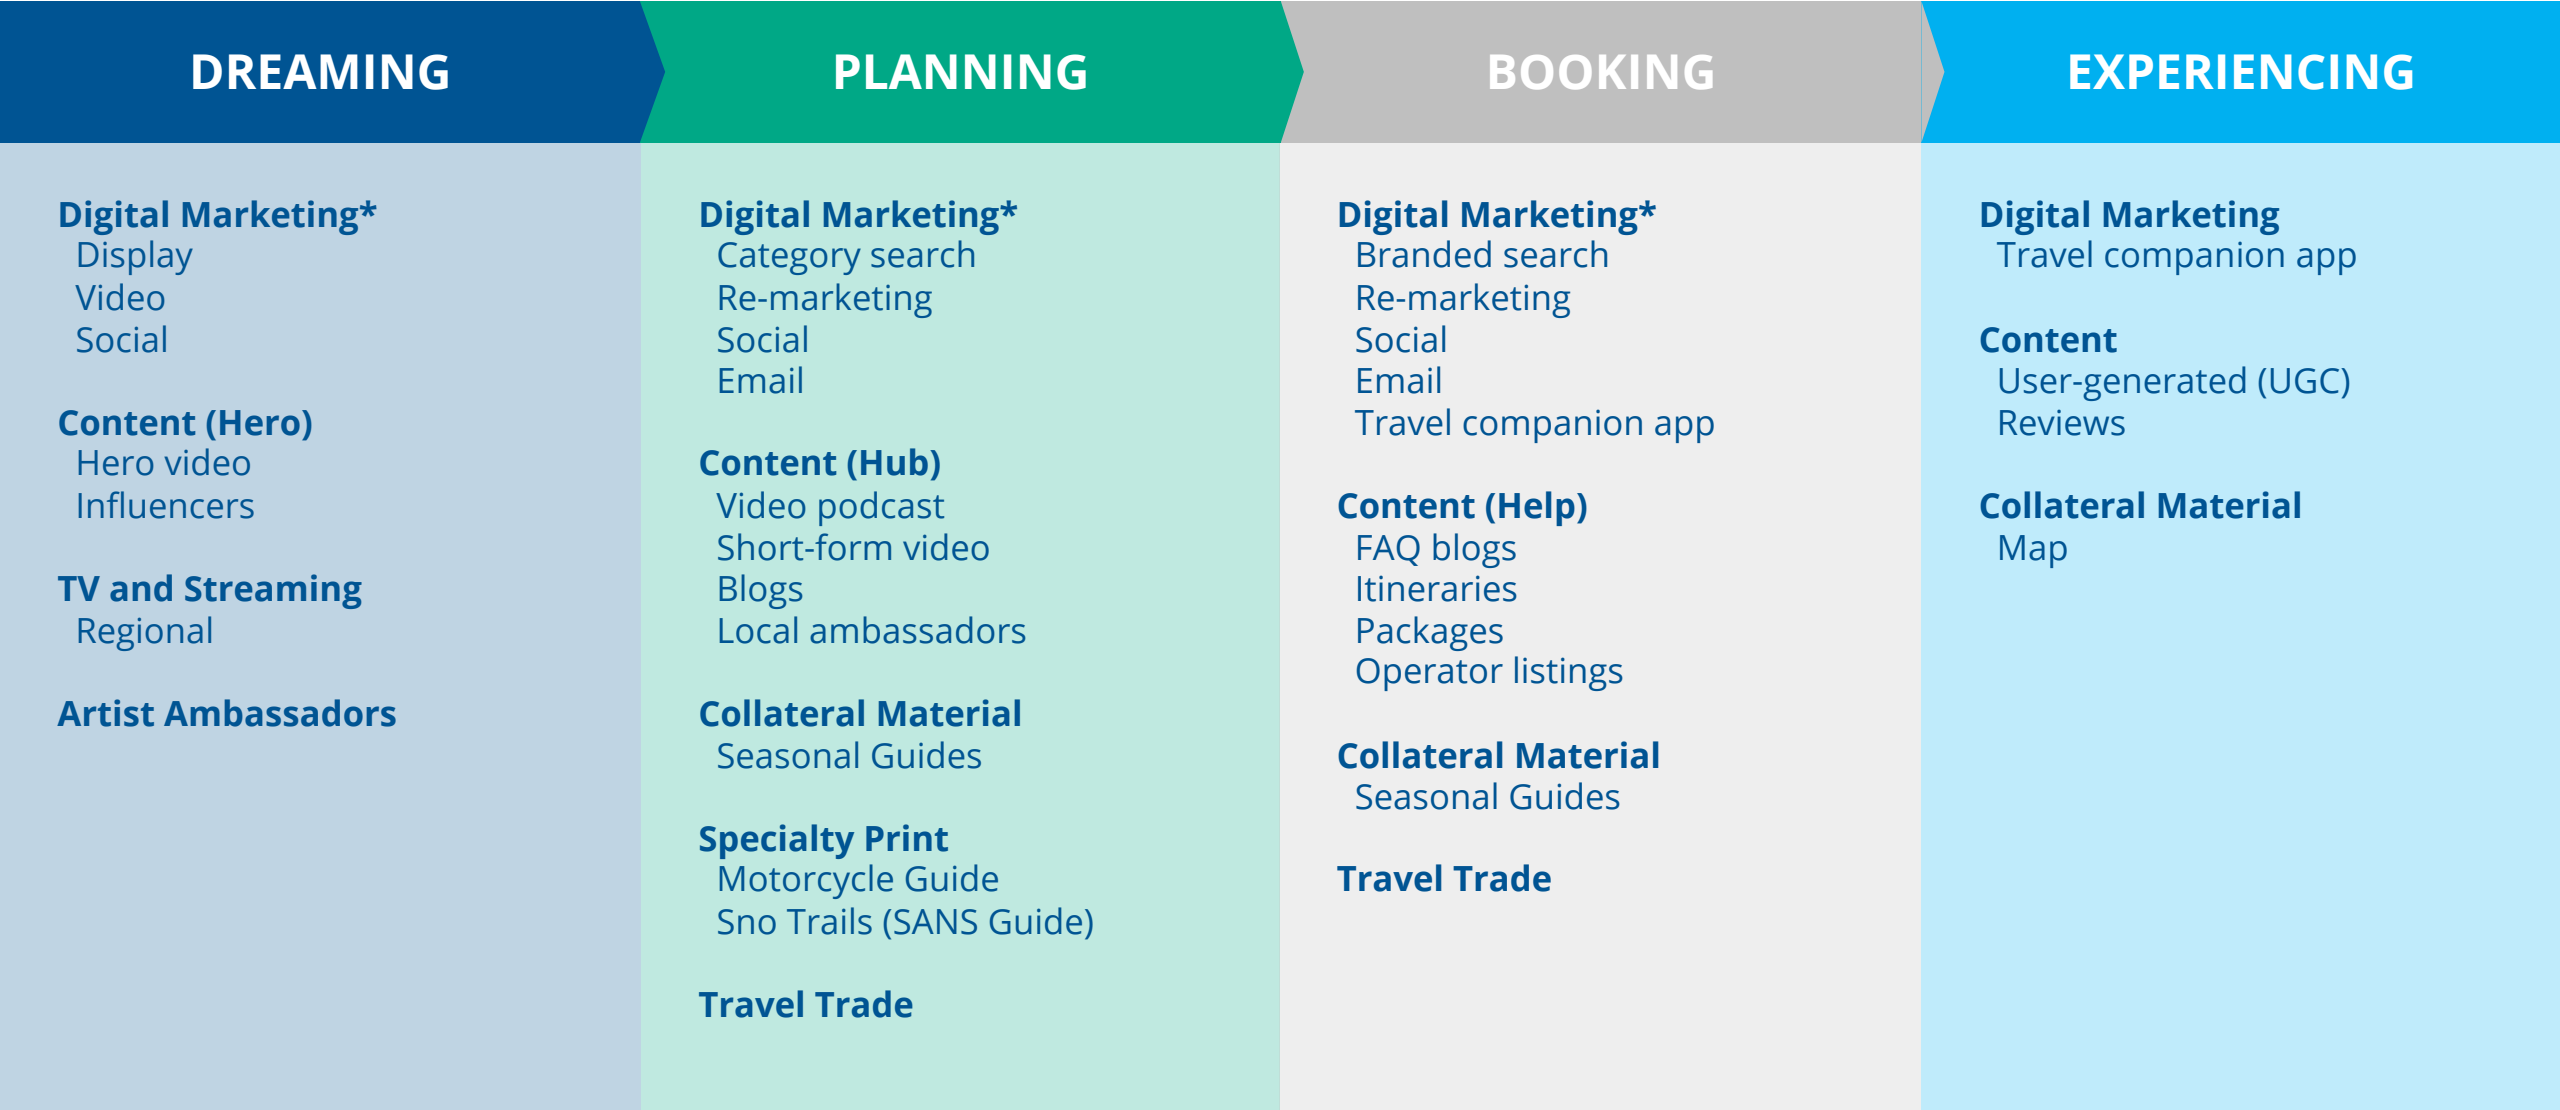 DREAMING
Digital Marketing*
Display
Video
Social
Content (Hero)
Hero video
Influencers
TV and Streaming
Regional
Artist Ambassadors
PLANNING
Digital Marketing*
Category search
Re-marketing
Social
Email
Content (Hub)
Video podcast
Short-form video
Blogs
Local ambassadors
Collateral Material
Seasonal Guides
Specialty Print
Motorcycle Guide
Sno Trails (SANS Guide)
Travel Trade
BOOKING
Digital Marketing*
Branded search
Re-marketing
Social
Email
Travel companion app
Content (Help)
FAQ blogs
Itineraries
Packages
Operator listings
Collateral Material
Seasonal Guides
Travel Trade
EXPERIENCING
Digital Marketing
Travel companion app
Content
User-generated (UGC)
Reviews
Collateral Material
Map